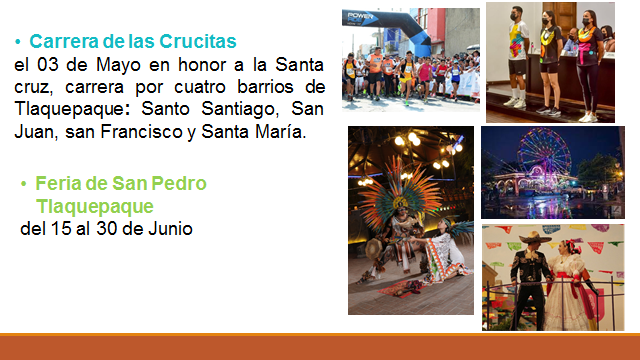 • Carrera de las Crucitas
el 03 de Mayo en honor a la Santa
cruz, carrera por cuatro barrios de
Tlaquepaque: Santo Santiago, San
Juan, san Francisco y Santa María.
• Feria de San Pedro
Tlaquepaque
del 15 al 30 de Junio
POWER